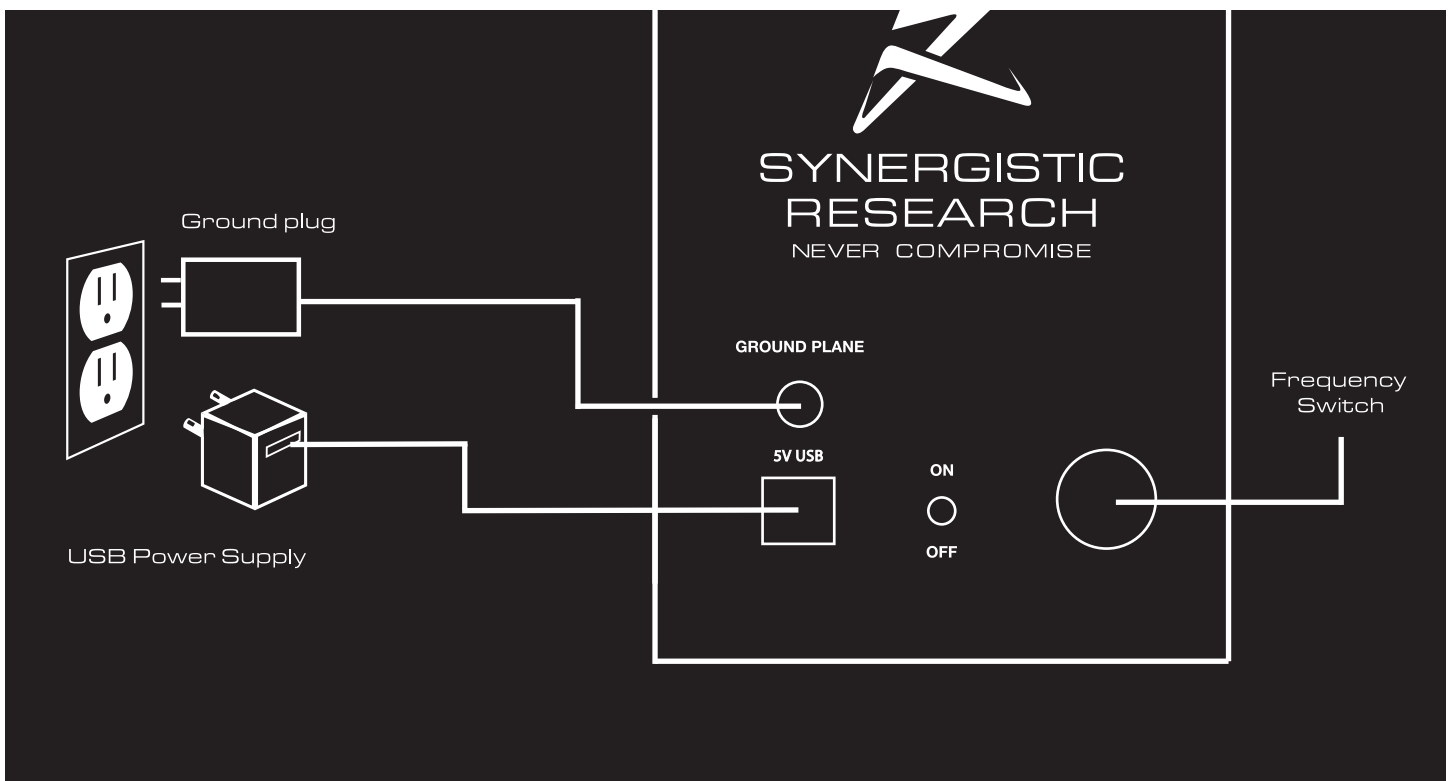 SYNERGISTIC
RESEARCH
NEVER COMPROMISE
Ground plug
GROUND PLANE
Frequency
Switch
5V USB
ON
OFF
USB Power Supply